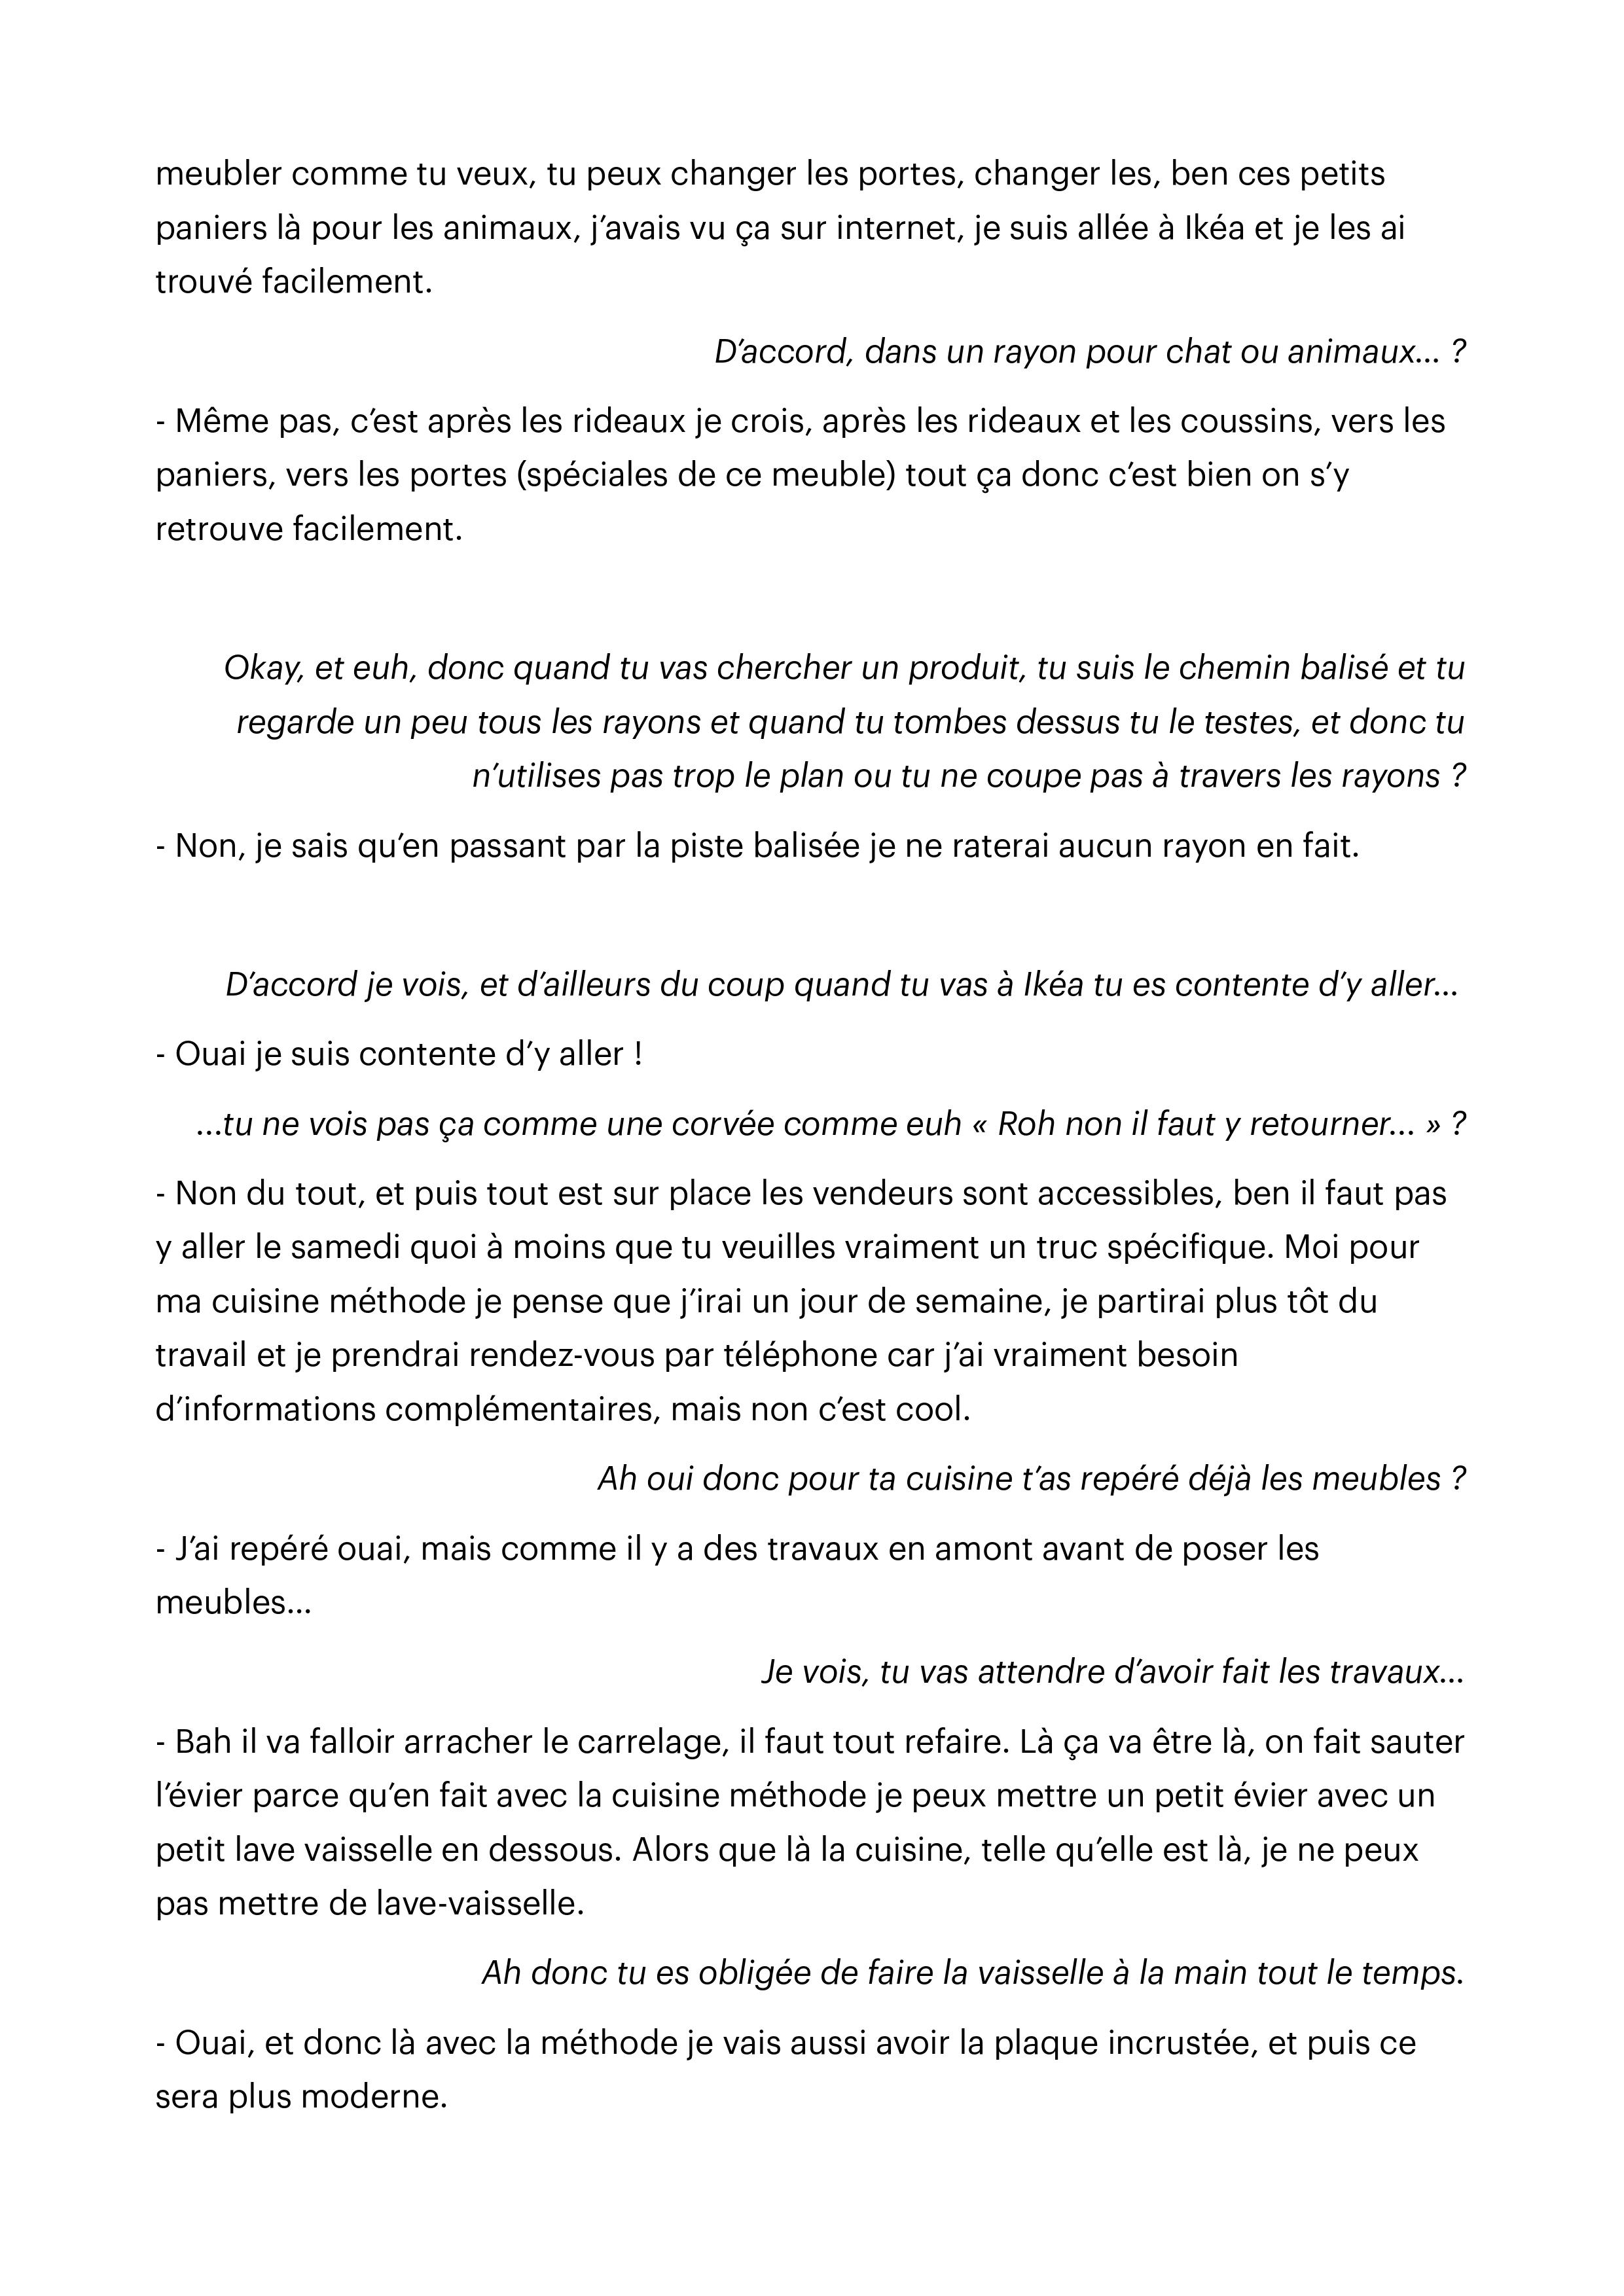 meubler comme tu veux, tu peux changer les portes, changer les, ben ces petits
paniers là pour les animaux, j’avais vu ça sur internet, je suis allée à Ikéa et je les ai
trouvé facilement.
D’accord, dans un rayon pour chat ou animaux… ?
- Même pas, c’est après les rideaux je crois, après les rideaux et les coussins, vers les
paniers, vers les portes (spéciales de ce meuble) tout ça donc c’est bien on s’y
retrouve facilement.
Okay, et euh, donc quand tu vas chercher un produit, tu suis le chemin balisé et tu
regarde un peu tous les rayons et quand tu tombes dessus tu le testes, et donc tu
n’utilises pas trop le plan ou tu ne coupe pas à travers les rayons ?
- Non, je sais qu’en passant par la piste balisée je ne raterai aucun rayon en fait.
D’accord je vois, et d’ailleurs du coup quand tu vas à Ikéa tu es contente d’y aller…
- Ouai je suis contente d’y aller !
…tu ne vois pas ça comme une corvée comme euh « Roh non il faut y retourner… » ?
- Non du tout, et puis tout est sur place les vendeurs sont accessibles, ben il faut pas
y aller le samedi quoi à moins que tu veuilles vraiment un truc spécifique. Moi pour
ma cuisine méthode je pense que j’irai un jour de semaine, je partirai plus tôt du
travail et je prendrai rendez-vous par téléphone car j’ai vraiment besoin
d’informations complémentaires, mais non c’est cool.
Ah oui donc pour ta cuisine t’as repéré déjà les meubles ?
- J’ai repéré ouai, mais comme il y a des travaux en amont avant de poser les
meubles…
Je vois, tu vas attendre d’avoir fait les travaux…
- Bah il va falloir arracher le carrelage, il faut tout refaire. Là ça va être là, on fait sauter
l’évier parce qu’en fait avec la cuisine méthode je peux mettre un petit évier avec un
petit lave vaisselle en dessous. Alors que là la cuisine, telle qu’elle est là, je ne peux
pas mettre de lave-vaisselle.
Ah donc tu es obligée de faire la vaisselle à la main tout le temps.
- Ouai, et donc là avec la méthode je vais aussi avoir la plaque incrustée, et puis ce
sera plus moderne.